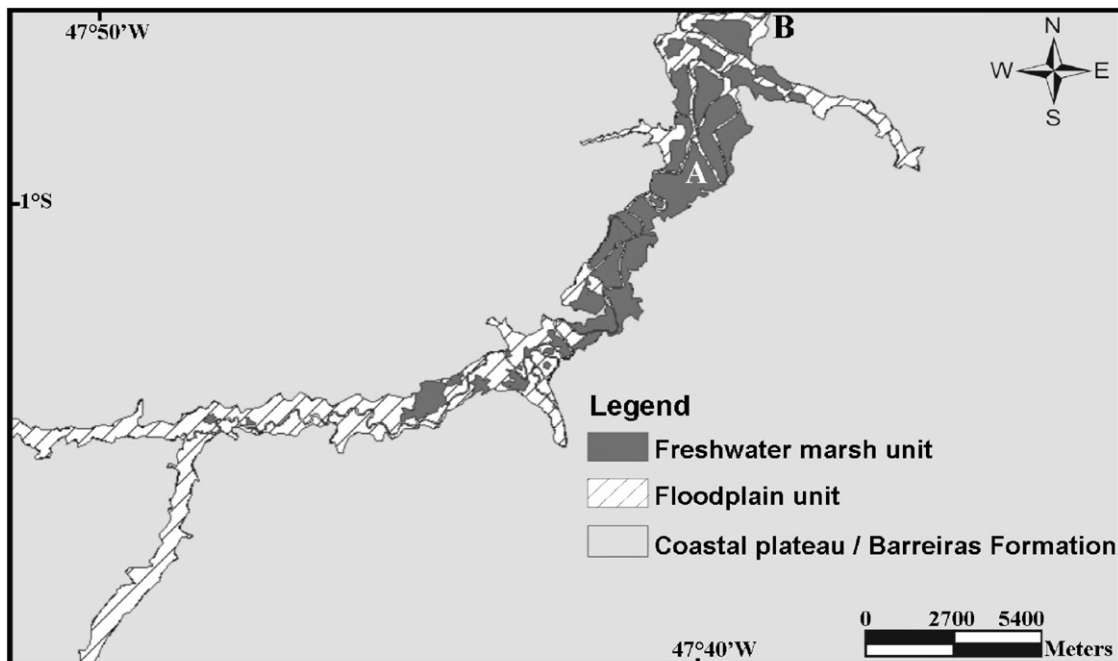 47°50'W
B
N
W E
S
A
1°S
Legend
Freshwater marsh unit
Floodplain unit
Coastal plateau / Barreiras Formation
0 2700 5400
Meters
47°40'W